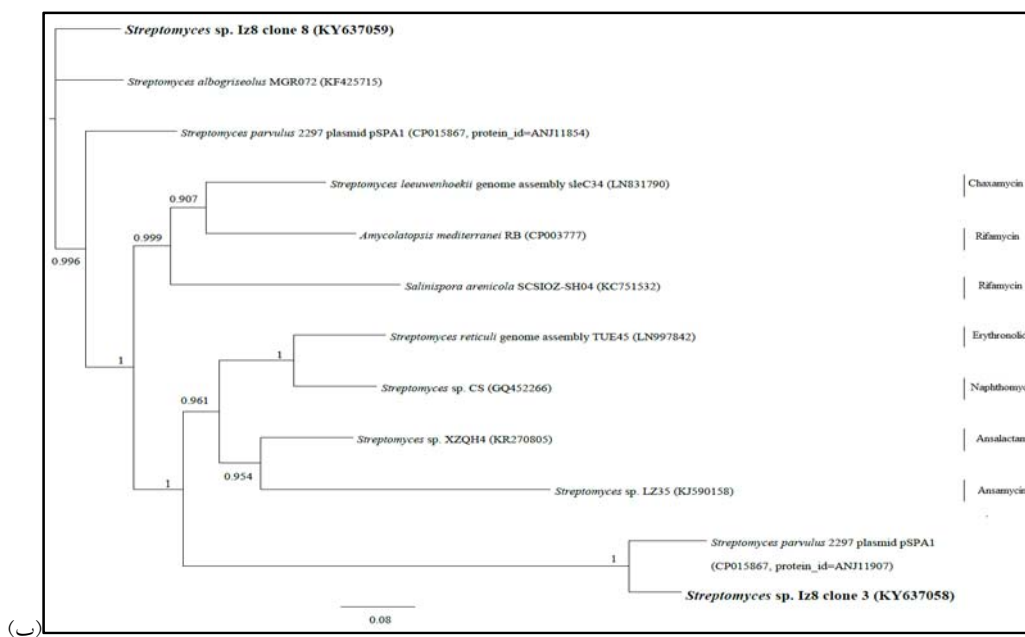 Streptomyces sp. Iz8 clone 8 (KY637059)
Streptomyces albogriseolus MGR072 (KF425715)
Streptomyces parvulus 2297 plasmid pSPA1 (CP015867, protein_id=ANJ11854)
Streptomyces leeuwenhoekii genome assembly sleC34 (LN831790)
Chaxamycin
0.907
Amycolatopsis mediterranei RB (CP003777)
Rifamycin
0.999
0.996
Salinispora arenicola SCSIOZ-SH04 (KC751532)
Rifamycin
Streptomyces reticuli genome assembly TUE45 (LN997842)
Erythronolid
1
1
Streptomyces sp. CS (GQ452266)
Naphthomyc
0.961
Streptomyces sp. XZQH4 (KR270805)
Ansalactam
0.954
1
Streptomyces sp. LZ35 (KJ590158)
Ansamycin
Streptomyces parvulus 2297 plasmid pSPA1
1
(CP015867, protein_id=ANJ11907)
Streptomyces sp. Iz8 clone 3 (KY637058)
0.08
(ب)